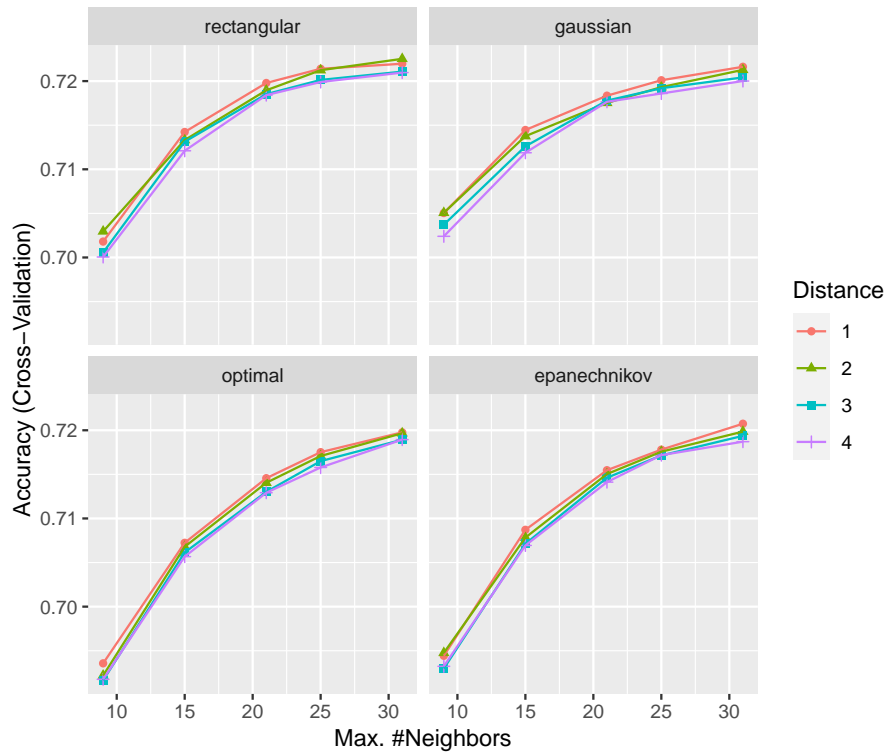 rectangular
gaussian
0.72
0.71
0.70
optimal
epanechnikov
0.72
0.71
0.70
10 15 20 25 30
10 15 20 25 30
Max. #Neighbors
Accuracy (Cross−Validation)
Distance
1
2
3
4